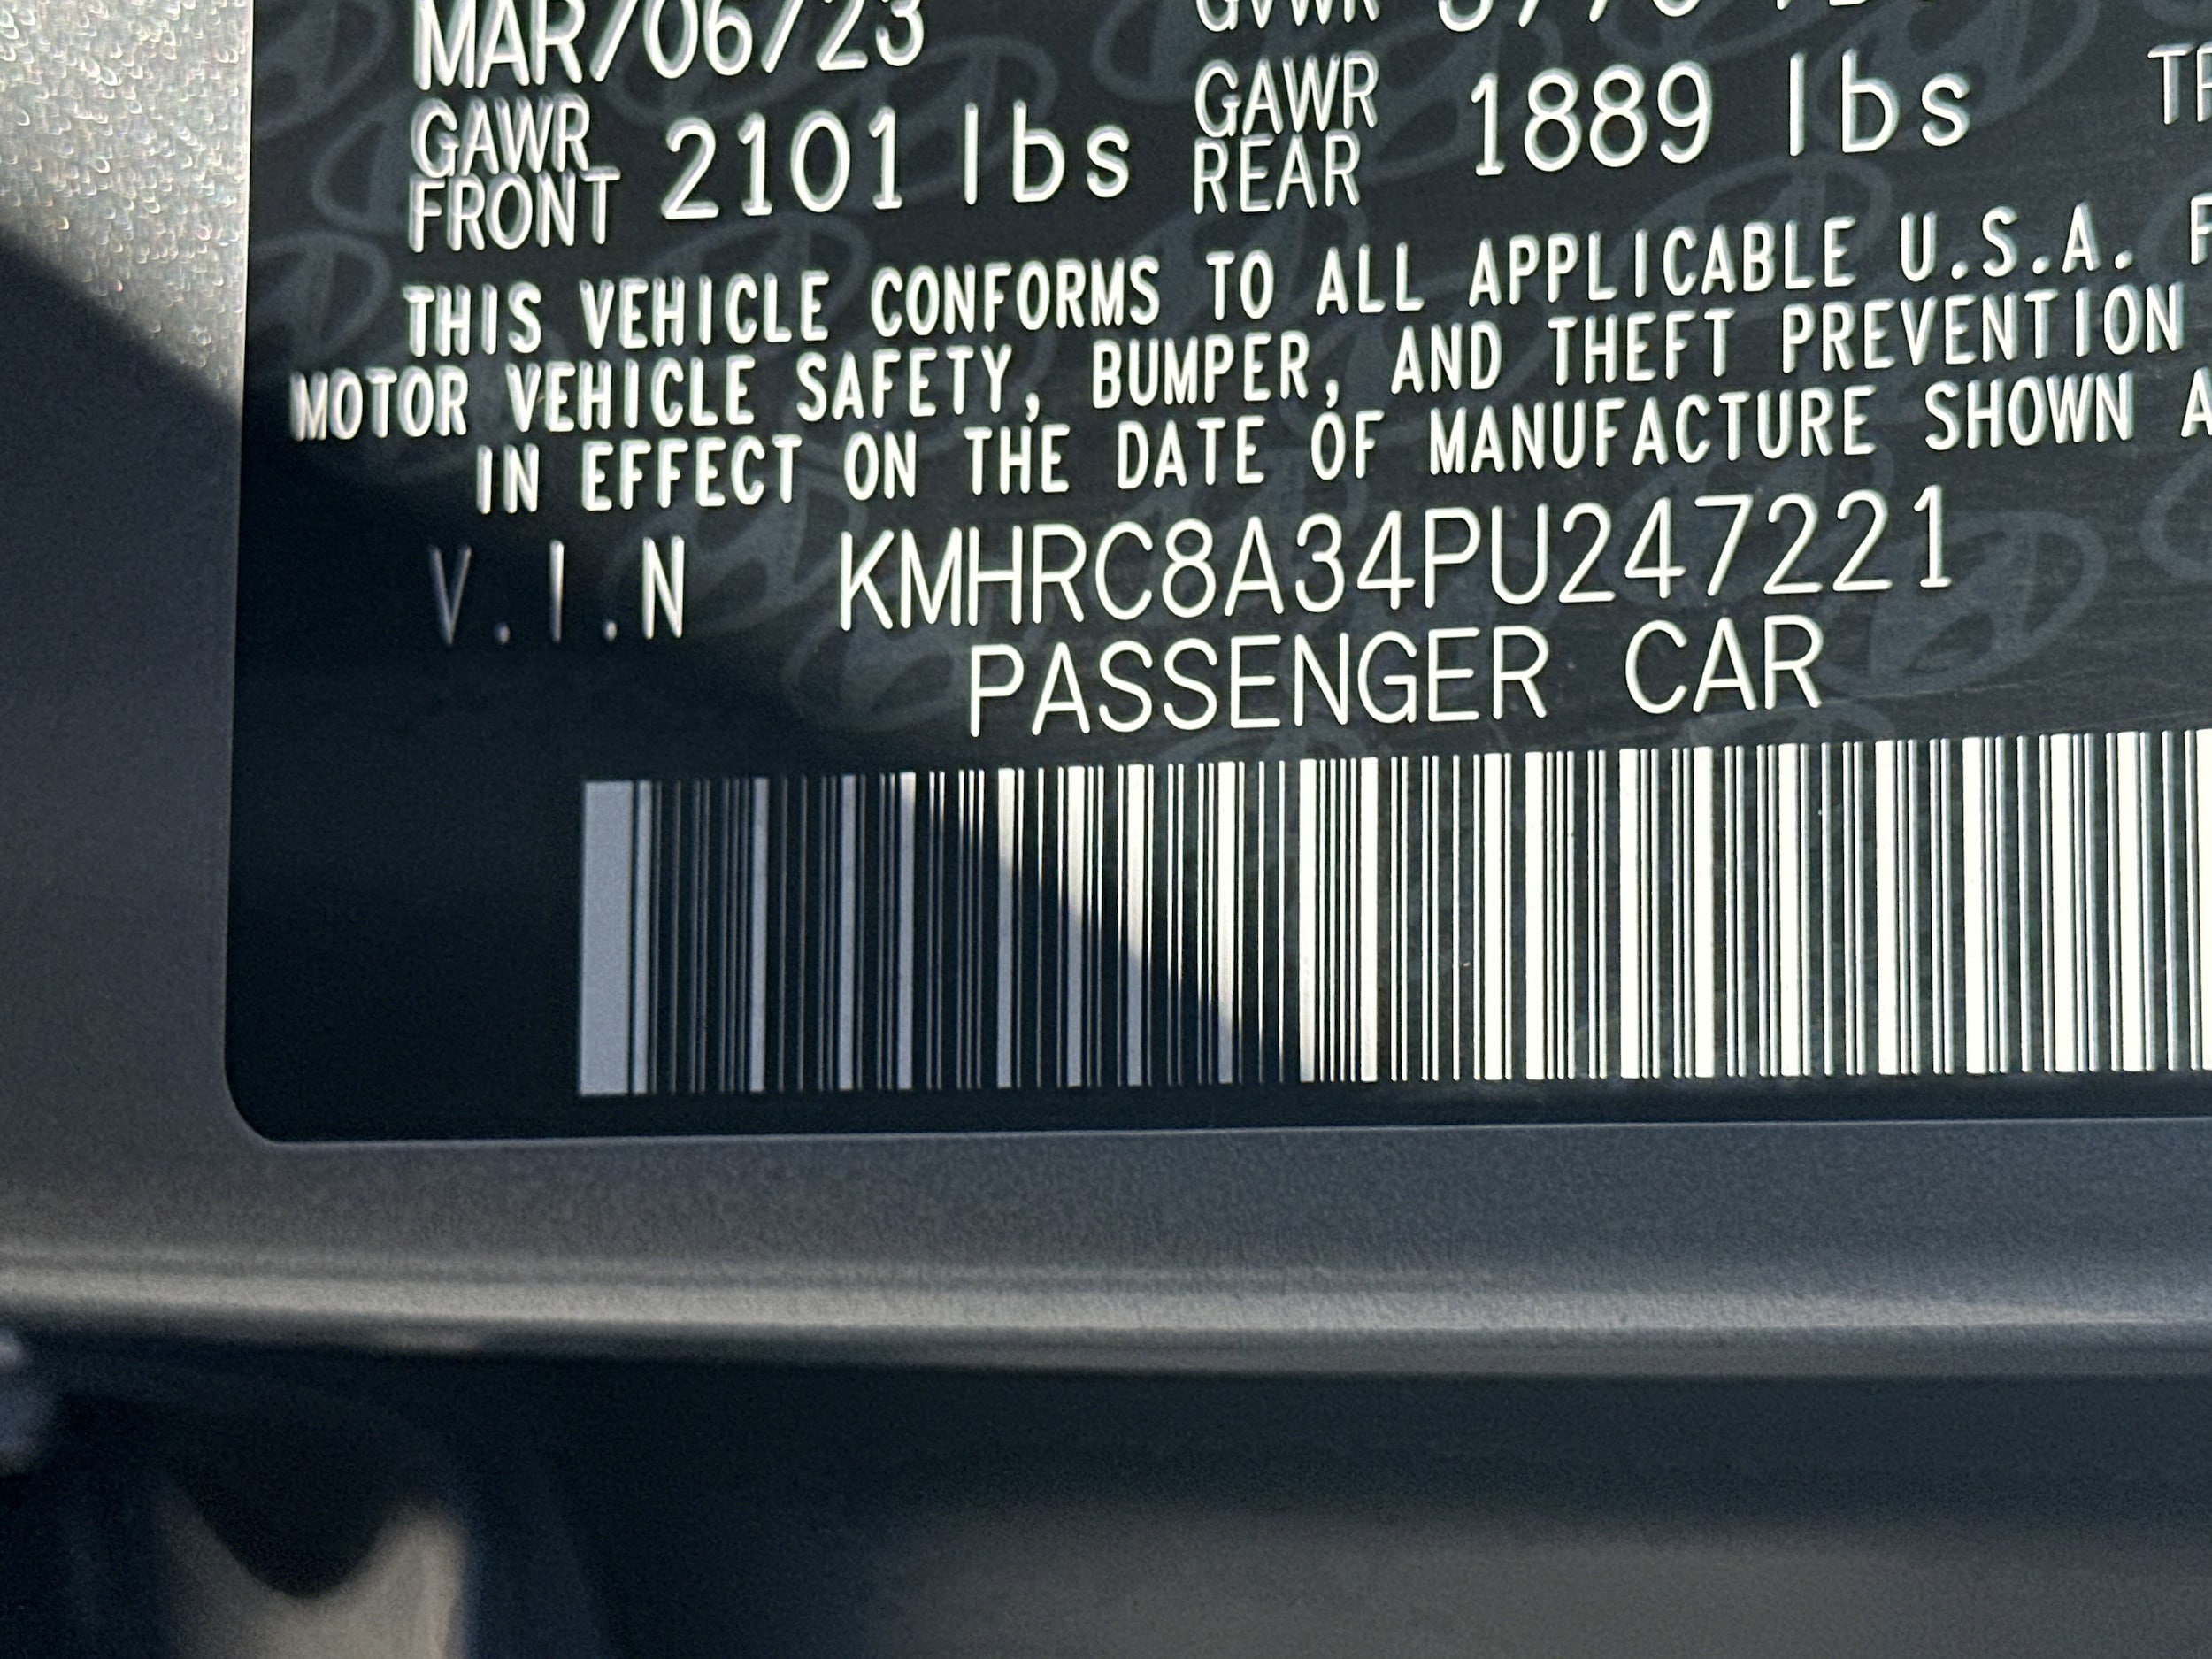 MAR/06/23 GVWR
GAWR FRONT 2101 lbs GAWR REAR 1889 lbs
THIS VEHICLE CONFORMS TO ALL APPLICABLE U.S.A.
MOTOR VEHICLE SAFETY, BUMPER, AND THEFT PREVENTION
IN EFFECT ON THE DATE OF MANUFACTURE SHOWN
V.I.N KMHRC8A34PU247221
PASSENGER CAR